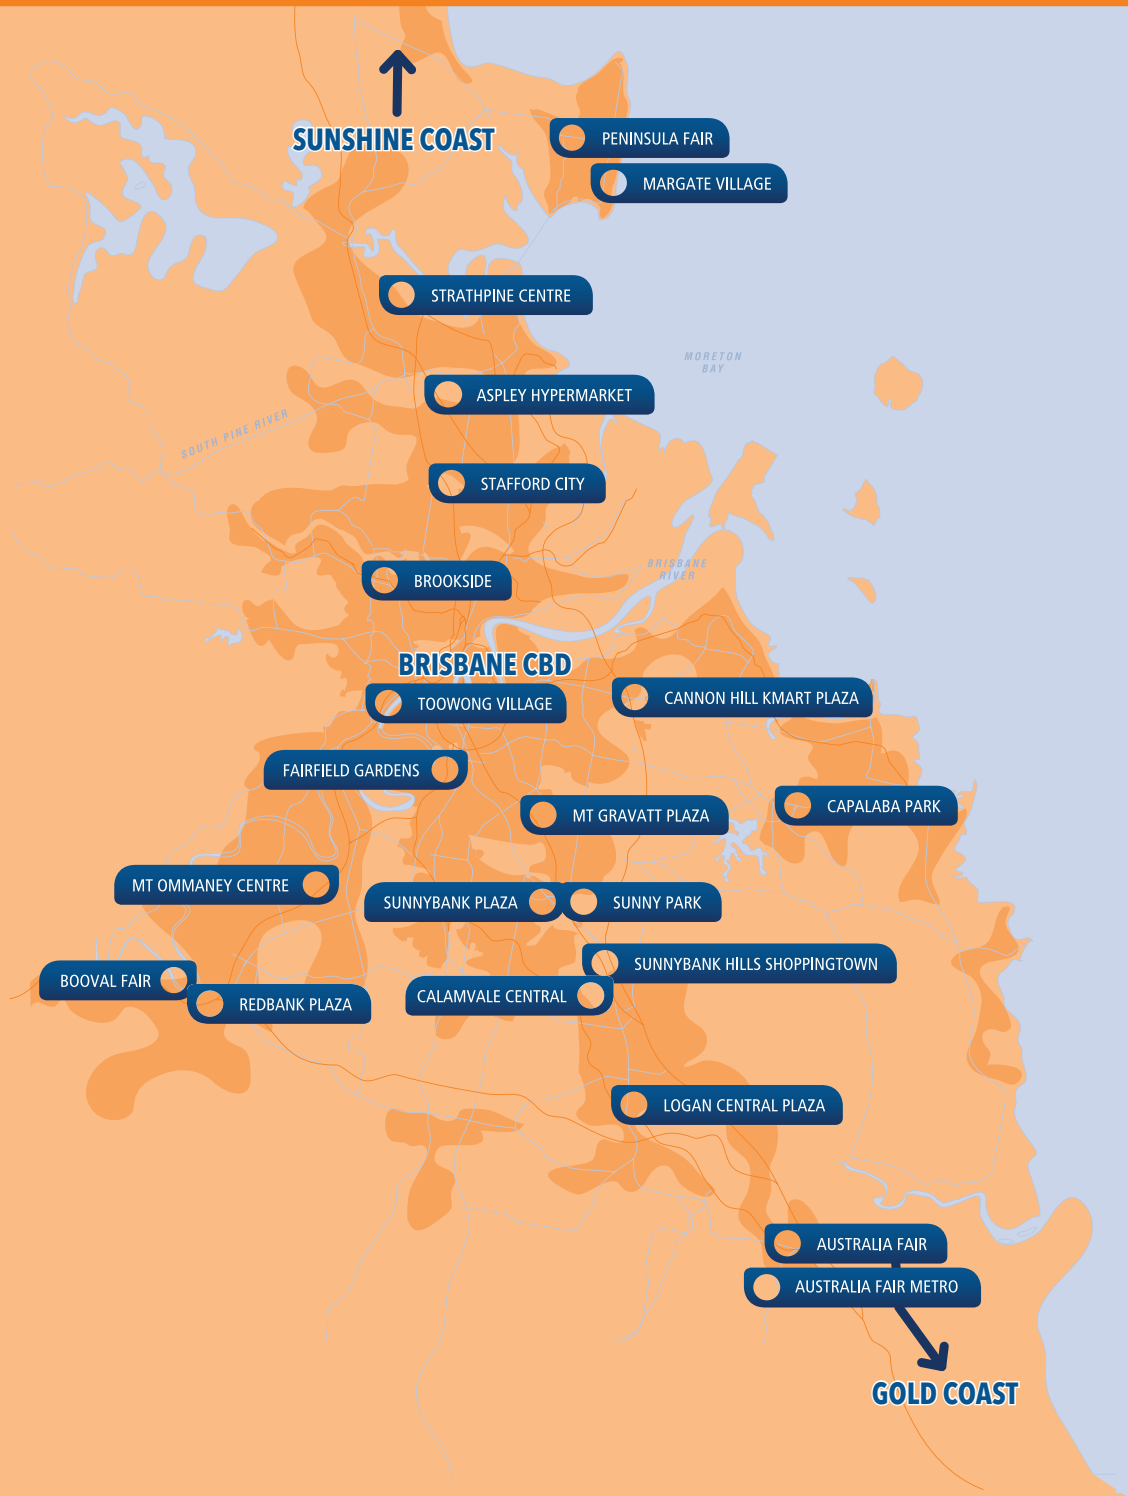 SUNSHINE COAST
PENINSULA FAIR
MARGATE VILLAGE
STRATHPINE CENTRE
MORETON
BAY
ASPLEY HYPERMARKET
SOUTH PINE RIVER
STAFFORD CITY
BRISBANE
RIVER
BROOKSIDE
BRISBANE CBD
CANNON HILL KMART PLAZA
TOOWONG VILLAGE
FAIRFIELD GARDENS
CAPALABA PARK
MT GRAVATT PLAZA
MT OMMANEY CENTRE
SUNNYBANK PLAZA
SUNNY PARK
SUNNYBANK HILLS SHOPPINGTOWN
BOOVAL FAIR
CALAMVALE CENTRAL
REDBANK PLAZA
LOGAN CENTRAL PLAZA
AUSTRALIA FAIR
AUSTRALIA FAIR METRO
GOLD COAST